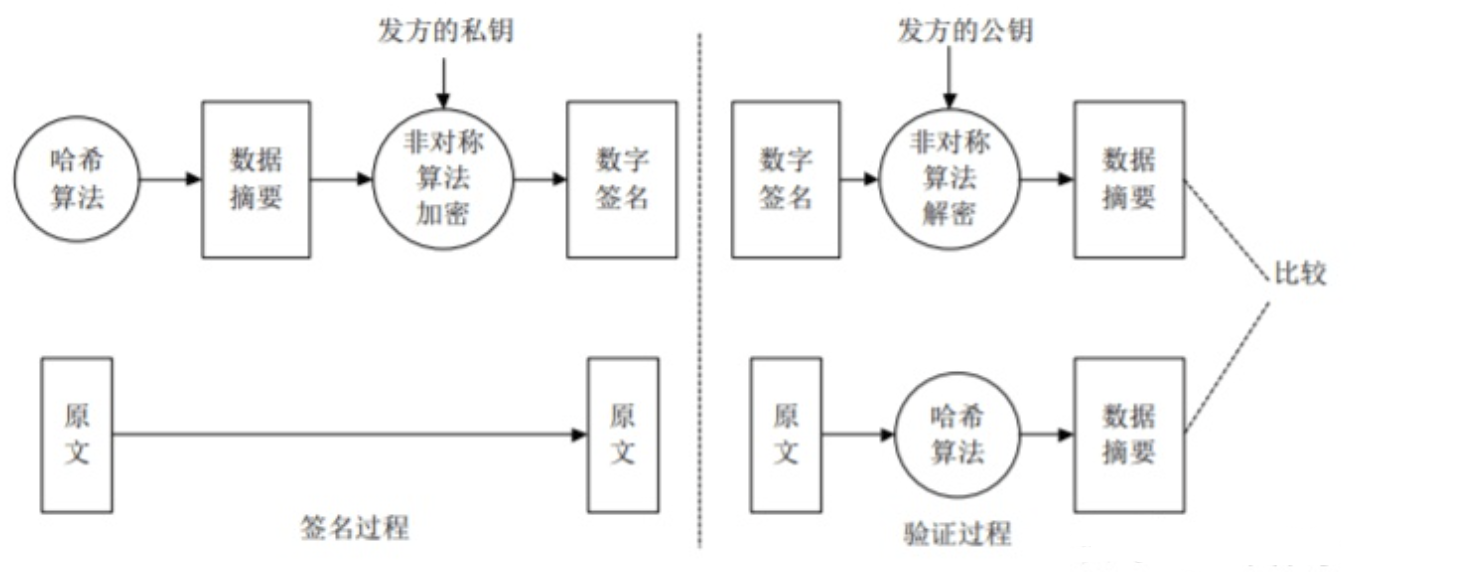 发方的私钥
发方的公钥
哈希
算法
数据
摘要
非对称
算法
加密
数字
签名
数字
签名
非对称
算法
解密
数据
摘要
比较
原
文
原
文
原
文
哈希
算法
数据
摘要
签名过程
验证过程